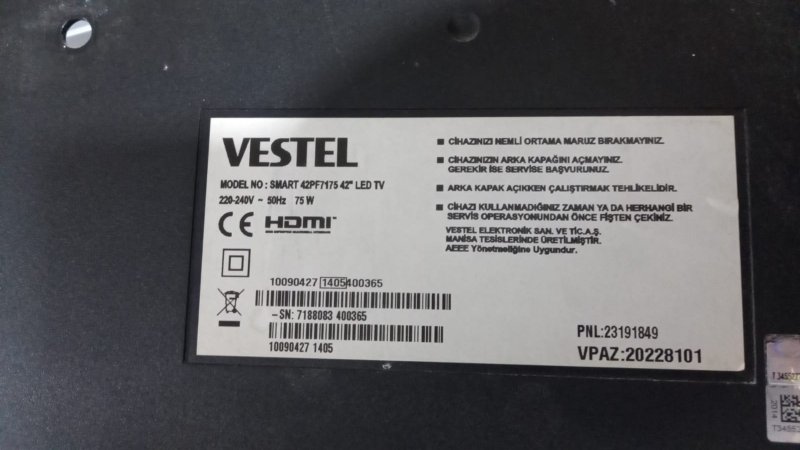 VESTEL
MODEL NO : SMART 42PF7175 42" LED TV
220-240V ~ 50Hz 75 W
CE HDMI
10090427 1405400365
-SN: 7188083 400365
10090427 1405
■ CİHAZINIZI NEMLİ ORTAMA MARUZ BIRAKMAYINIZ.
■ CİHAZINIZIN ARKA KAPAĞINI AÇMAYINIZ.
GEREKİR İSE SERVİSE BAŞVURUNUZ.
■ ARKA KAPAK AÇIKKEN ÇALIŞTIRMAK TEHLİKELİDİR.
■ CİHAZI KULLANMADIĞINIZ ZAMAN YA DA HERHANGİ BİR
SERVİS OPERASYONUNDAN ÖNCE FİŞTEN ÇEKİNİZ.
VESTEL ELEKTRONİK SAN. VE TİC.A.Ş.
MANİSA TESİSLERİNDE ÜRETİLMİŞTİR.
AEEE Yönetmeliğine Uygundur.
PNL:23191849
VPAZ:20228101
2014